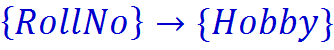 {RollNo} → {Hobby}